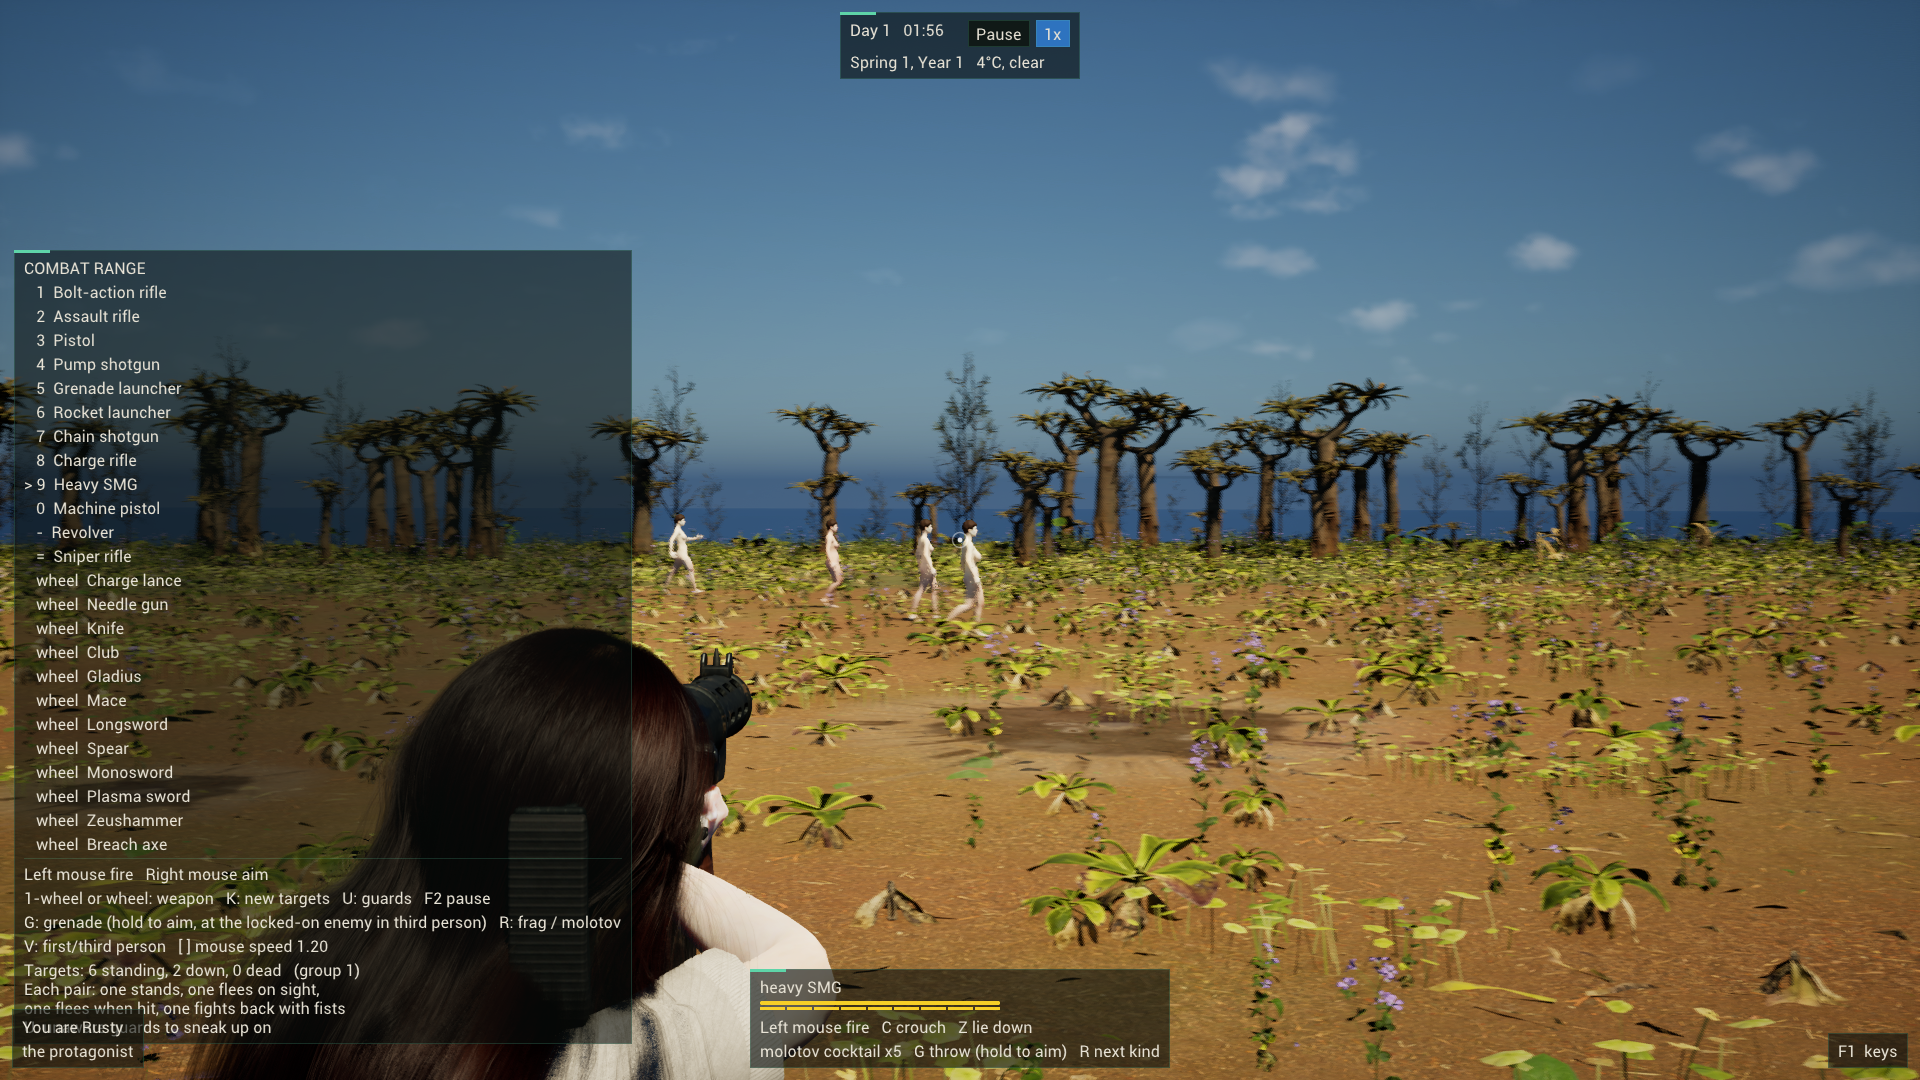 Day 1 01:56 Pause 1x
Spring 1, Year 1 4°C, clear
COMBAT RANGE
1 Bolt-action rifle
2 Assault rifle
3 Pistol
4 Pump shotgun
5 Grenade launcher
6 Rocket launcher
7 Chain shotgun
8 Charge rifle
> 9 Heavy SMG
0 Machine pistol
- Revolver
= Sniper rifle
wheel Charge lance
wheel Needle gun
wheel Knife
wheel Club
wheel Gladius
wheel Mace
wheel Longsword
wheel Spear
wheel Monosword
wheel Plasma sword
wheel Zeushammer
wheel Breach axe
Left mouse fire Right mouse aim
1-wheel or wheel: weapon K: new targets U: guards F2 pause
G: grenade (hold to aim, at the locked-on enemy in third person) R: frag / molotov
V: first/third person [ ] mouse speed 1.20
Targets: 6 standing, 2 down, 0 dead (group 1)
Each pair: one stands, one flees on sight,
one flees when hit, one fights back with fists
to sneak up on
You are Rusty
the protagonist
heavy SMG
Left mouse fire C crouch Z lie down
molotov cocktail x5 G throw (hold to aim) R next kind
F1 keys